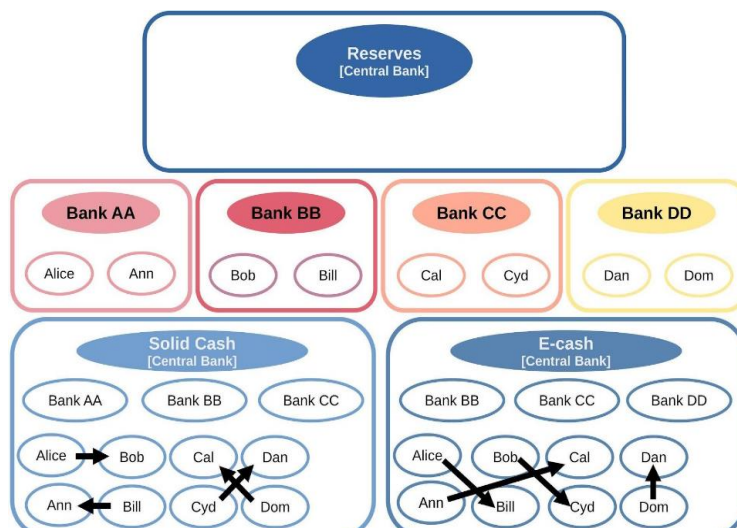 Reserves
[Central Bank]
Bank AA
Bank BB
Bank CC
Bank DD
Alice
Ann
Bob
Bill
Cal
Cyd
Dan
Dom
Solid Cash
[Central Bank]
Bank AA
Bank BB
Bank CC
Alice
Bob
Cal
Dan
Ann
Bill
Cyd
Dom
E-cash
[Central Bank]
Bank BB
Bank CC
Bank DD
Alice
Bob
Cal
Dan
Ann
Bill
Cyd
Dom